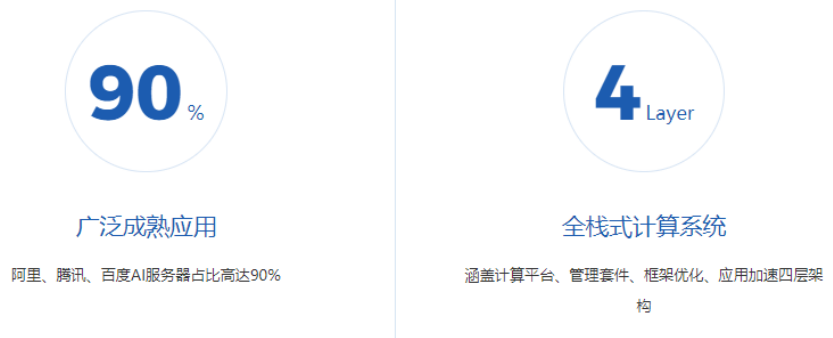 90 %
广泛成熟应用
阿里、腾讯、百度AI服务器占比高达90%
4 Layer
全栈式计算系统
涵盖计算平台、管理套件、框架优化、应用加速四层架
构